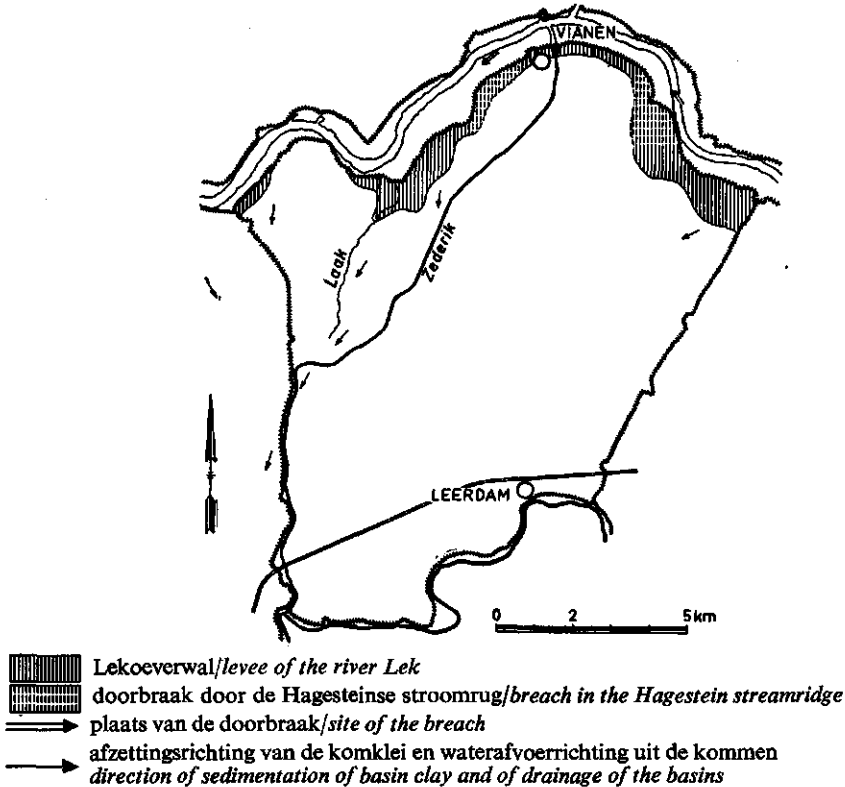 VIANEN
Laak
Zederik
LEERDAM
0 2 5km
Lekoeverwal/levee of the river Lek
doorbraak door de Hagesteinse stroomrug/breach in the Hagestein streamridge
plaats van de doorbraak/site of the breach
afzettingsrichting van de komklei en waterafvoerrichting uit de kommen
direction of sedimentation of basin clay and of drainage of the basins